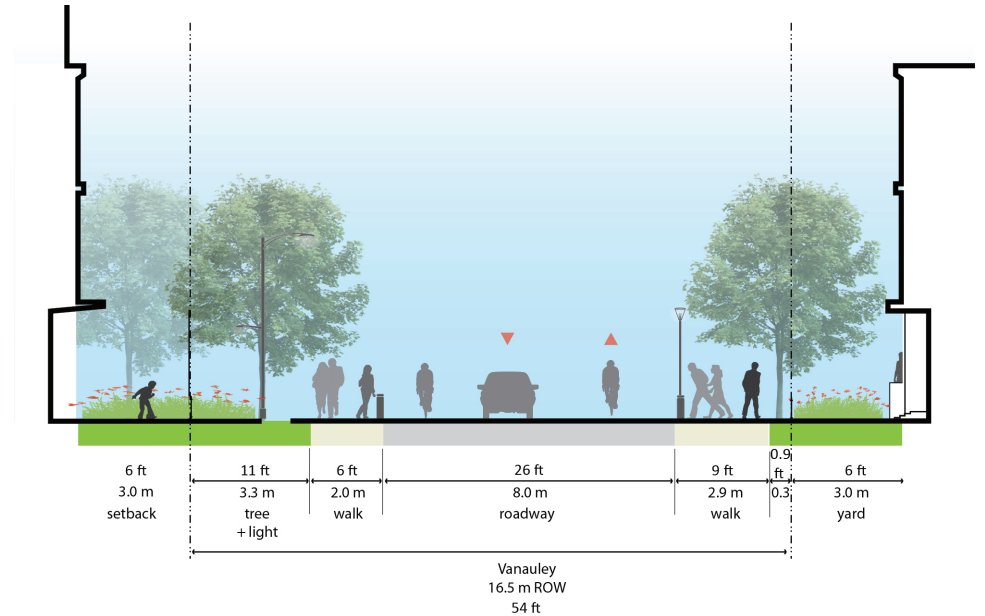 6 ft
3.0 m
setback
11 ft
3.3 m
tree
+ light
6 ft
2.0 m
walk
26 ft
8.0 m
roadway
9 ft
2.9 m
walk
0.9
ft
0.3
6 ft
3.0 m
yard
Vanauley
16.5 m ROW
54 ft